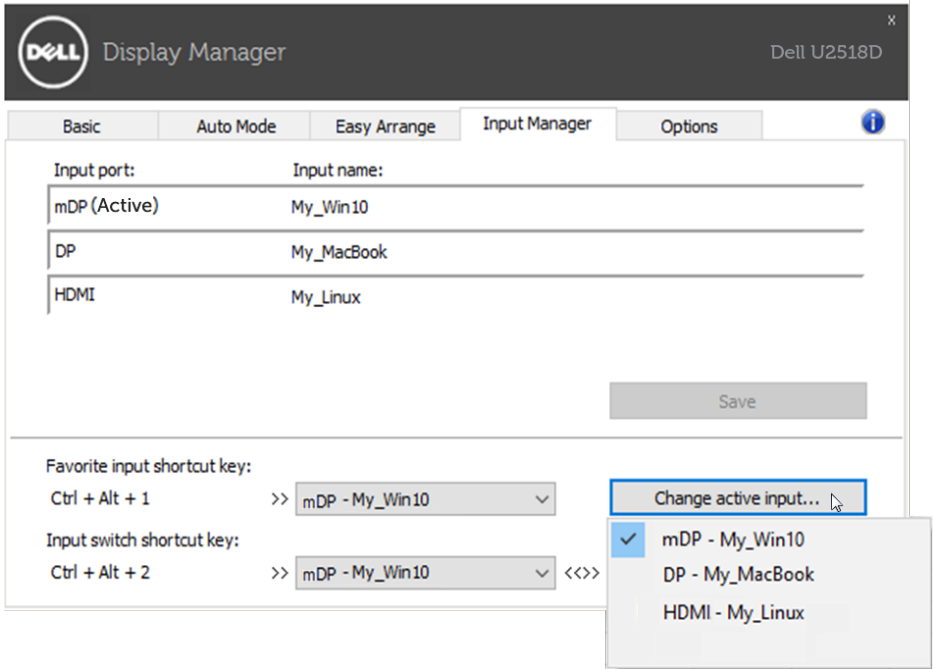 x
DELL Display Manager Dell U2518D
Basic Auto Mode Easy Arrange Input Manager Options i
Input port: Input name:
mDP (Active) My_Win10
DP My_MacBook
HDMI My_Linux
Save
Favorite input shortcut key:
Ctrl + Alt + 1 >> mDP - My_Win10 Change active input...
Input switch shortcut key:
Ctrl + Alt + 2 >> mDP - My_Win10 <<>>
mDP - My_Win10
DP - My_MacBook
HDMI - My_Linux